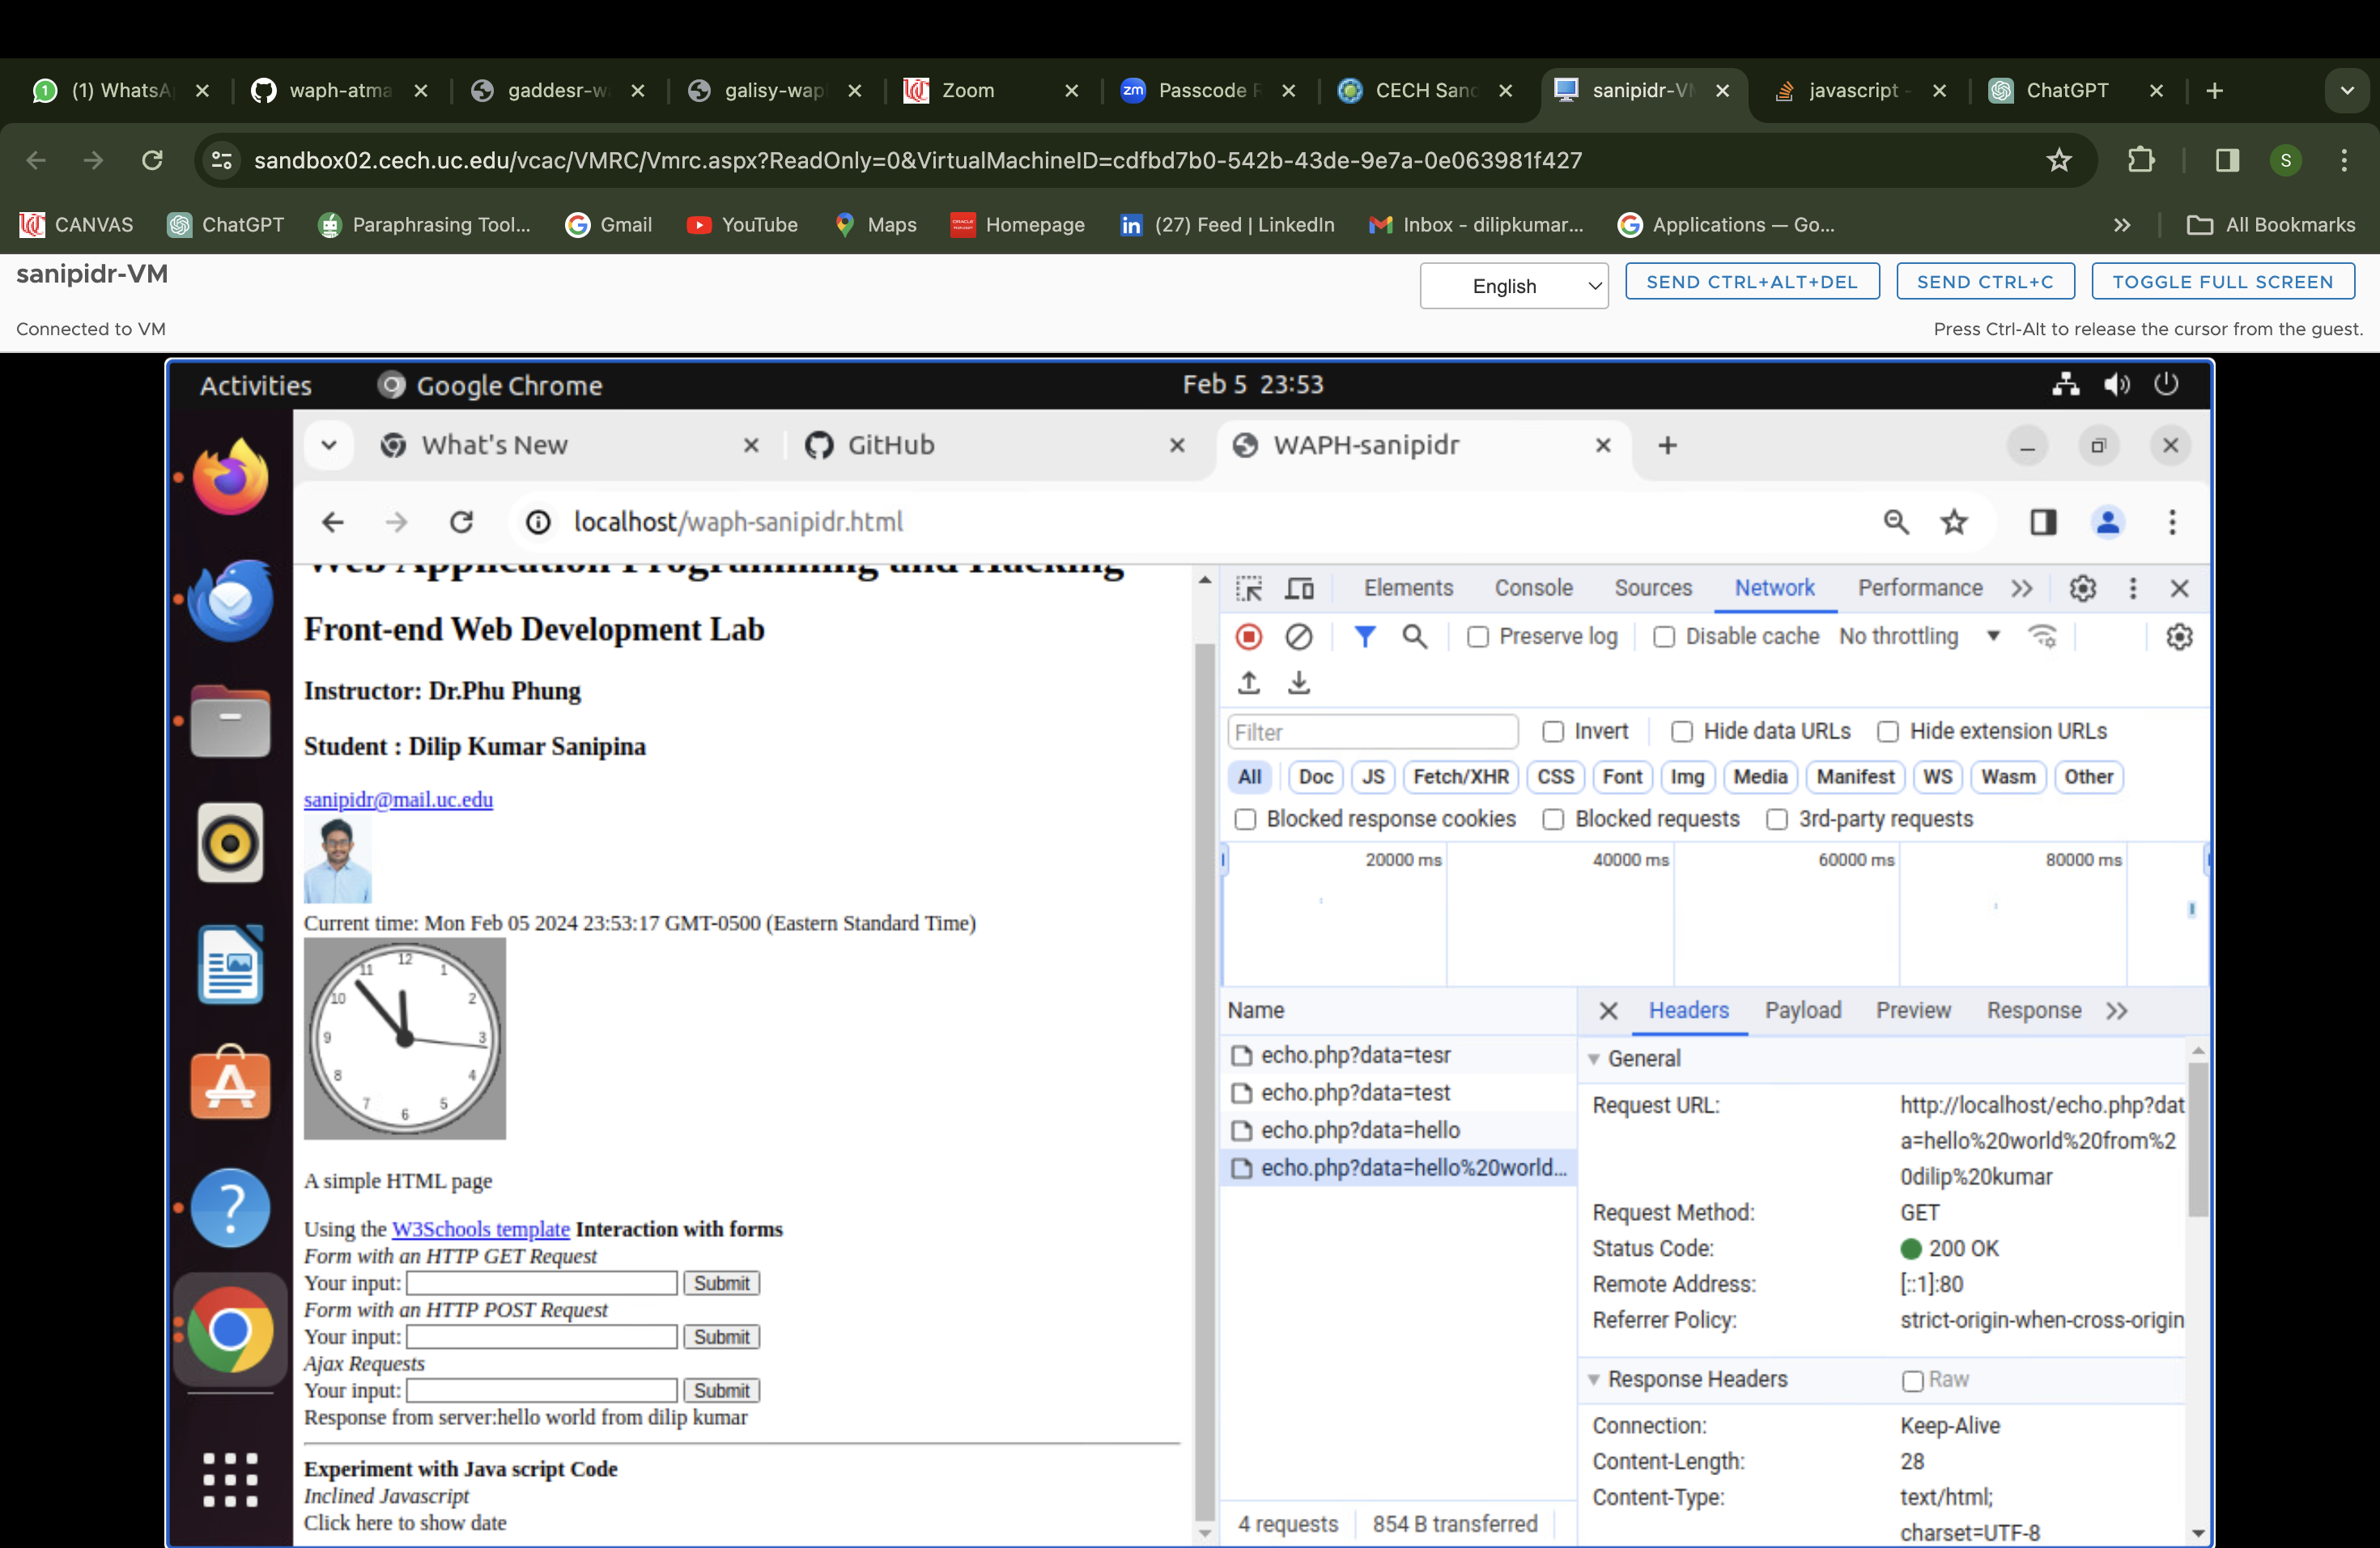 (1) WhatsA
waph-atma
gaddesr-w
galisy-wap
Zoom
Passcode R
CECH Sand
sanipidr-VM
javascript -
ChatGPT
sandbox02.cech.uc.edu/vcac/VMRC/Vmrc.aspx?ReadOnly=0&VirtualMachineID=cdfbd7b0-542b-43de-9e7a-0e063981f427
S
CANVAS
ChatGPT
Paraphrasing Tool...
Gmail
YouTube
Maps
Homepage
(27) Feed | LinkedIn
Inbox - dilipkumar...
Applications — Go...
All Bookmarks
sanipidr-VM
English
SEND CTRL+ALT+DEL
SEND CTRL+C
TOGGLE FULL SCREEN
Connected to VM
Press Ctrl-Alt to release the cursor from the guest.
Activities
Google Chrome
Feb 5 23:53
What's New
GitHub
WAPH-sanipidr
localhost/waph-sanipidr.html
Web Application Programming and Hacking
Front-end Web Development Lab
Instructor: Dr.Phu Phung
Student : Dilip Kumar Sanipina
sanipidr@mail.uc.edu
Current time: Mon Feb 05 2024 23:53:17 GMT-0500 (Eastern Standard Time)
12
1
2
3
4
5
6
7
8
9
10
11
A simple HTML page
Using the W3Schools template Interaction with forms
Form with an HTTP GET Request
Your input: Submit
Form with an HTTP POST Request
Your input: Submit
Ajax Requests
Your input: Submit
Response from server:hello world from dilip kumar
Experiment with Java script Code
Inclined Javascript
Click here to show date
Elements
Console
Sources
Network
Performance
Preserve log
Disable cache
No throttling
Filter
Invert
Hide data URLs
Hide extension URLs
All
Doc
JS
Fetch/XHR
CSS
Font
Img
Media
Manifest
WS
Wasm
Other
Blocked response cookies
Blocked requests
3rd-party requests
20000 ms
40000 ms
60000 ms
80000 ms
Name
echo.php?data=tesr
echo.php?data=test
echo.php?data=hello
echo.php?data=hello%20world...
4 requests
854 B transferred
Headers
Payload
Preview
Response
General
Request URL: http://localhost/echo.php?dat
a=hello%20world%20from%2
0dilip%20kumar
Request Method: GET
Status Code: 200 OK
Remote Address: [::1]:80
Referrer Policy: strict-origin-when-cross-origin
Response Headers
Raw
Connection: Keep-Alive
Content-Length: 28
Content-Type: text/html;
charset=UTF-8